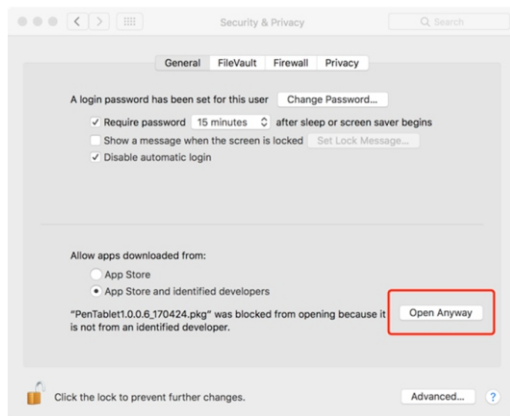 Security & Privacy
Search
General FileVault Firewall Privacy
A login password has been set for this user Change Password...
Require password 15 minutes after sleep or screen saver begins
Show a message when the screen is locked Set Lock Message...
Disable automatic login
Allow apps downloaded from:
App Store
App Store and identified developers
"PenTablet1.0.0.6_170424.pkg" was blocked from opening because it
is not from an identified developer.
Open Anyway
Click the lock to prevent further changes.
Advanced... ?